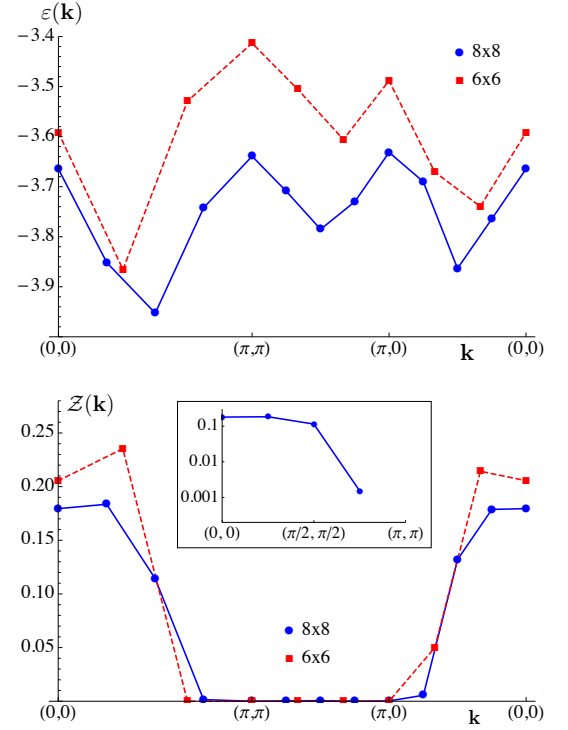 ε(k)
−3.4
−3.5
−3.6
−3.7
−3.8
−3.9
8x8
6x6
(0,0)
(π,π)
(π,0)
(0,0)
k
𝒵(k)
0.25
0.20
0.15
0.10
0.05
0.1
0.01
0.001
(0, 0)
(π/2, π/2)
(π, π)
8x8
6x6
(0,0)
(π,π)
(π,0)
(0,0)
k